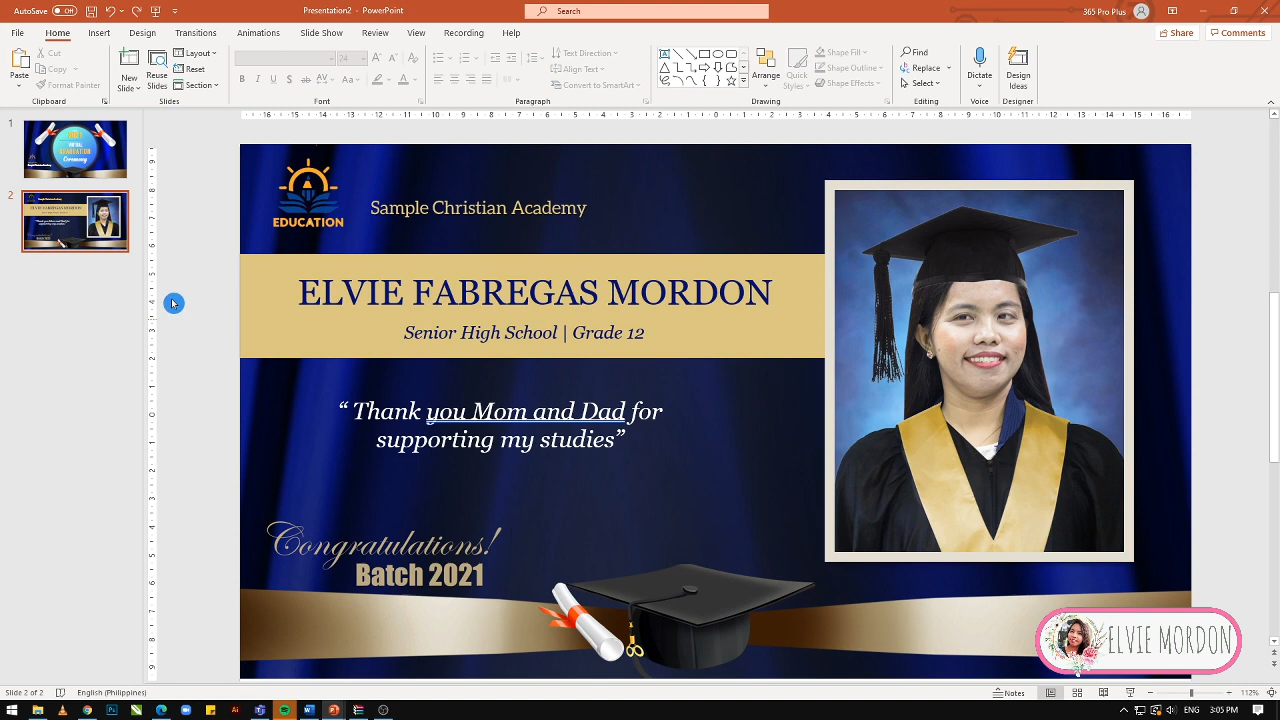 AutoSave Off
Presentation2 - PowerPoint
Search
365 Pro Plus
File Home Insert Design Transitions Animations Slide Show Review View Recording Help
Share Comments
Paste
Cut
Copy
Format Painter
Clipboard
New Slide
Reuse Slides
Layout
Reset
Section
Slides
24
Font
Paragraph
Text Direction
Align Text
Convert to SmartArt
Arrange
Quick Styles
Shape Fill
Shape Outline
Shape Effects
Drawing
Find
Replace
Select
Editing
Dictate
Voice
Design Ideas
Designer
1
2
EDUCATION
Sample Christian Academy
ELVIE FABREGAS MORDON
Senior High School | Grade 12
“ Thank you Mom and Dad for
supporting my studies”
Congratulations!
Batch 2021
ELVIE MORDON
Slide 2 of 2 English (Philippines) Notes 112%
ENG 3:05 PM